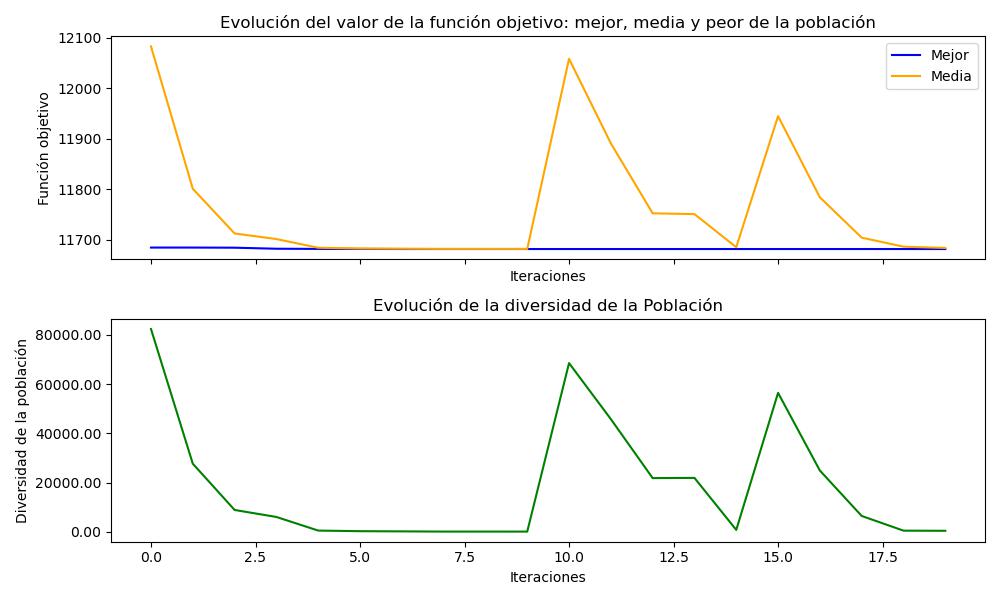 Evolución del valor de la función objetivo: mejor, media y peor de la población
12100
12000
11900
11800
11700
Función objetivo
Mejor
Media
Iteraciones
Evolución de la diversidad de la Población
80000.00
60000.00
40000.00
20000.00
0.00
Diversidad de la población
0.0 2.5 5.0 7.5 10.0 12.5 15.0 17.5
Iteraciones